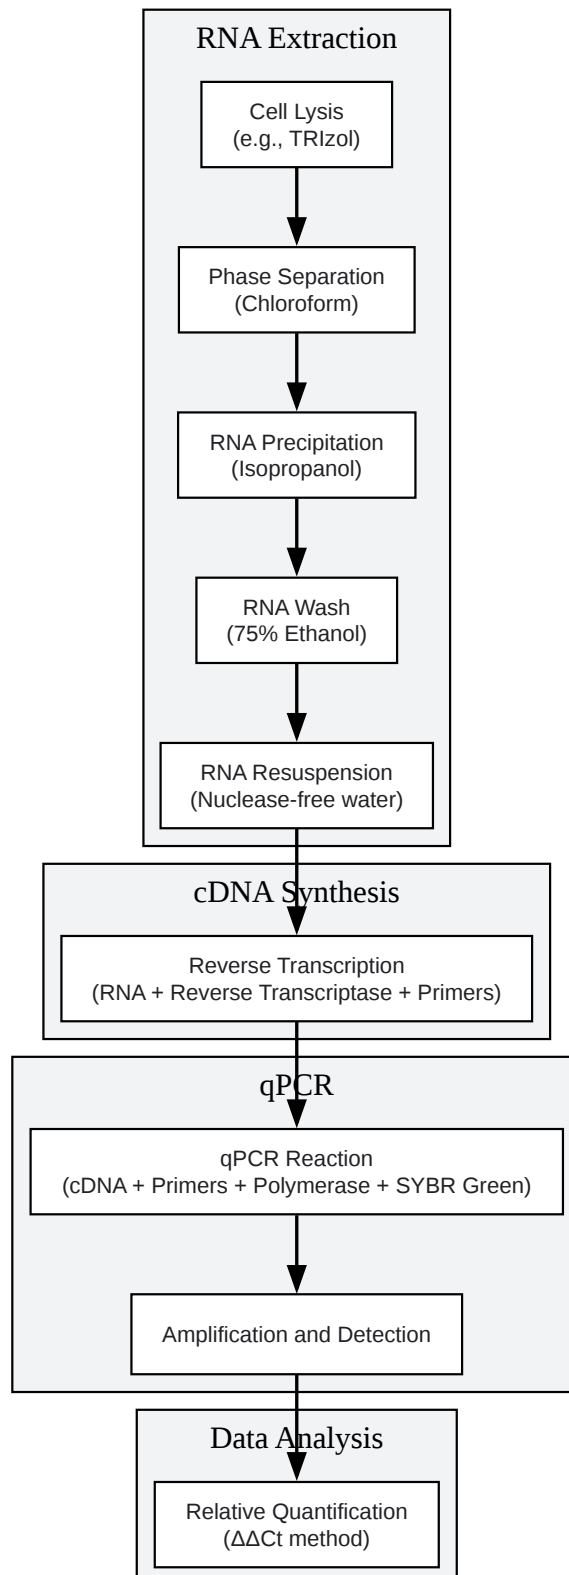 RNA Extraction
Cell Lysis
(e.g., TRIzol)
Phase Separation
(Chloroform)
RNA Precipitation
(Isopropanol)
RNA Wash
(75% Ethanol)
RNA Resuspension
(Nuclease-free water)
cDNA Synthesis
Reverse Transcription
(RNA + Reverse Transcriptase + Primers)
qPCR
qPCR Reaction
(cDNA + Primers + Polymerase + SYBR Green)
Amplification and Detection
Data Analysis
Relative Quantification
(ΔΔCt method)